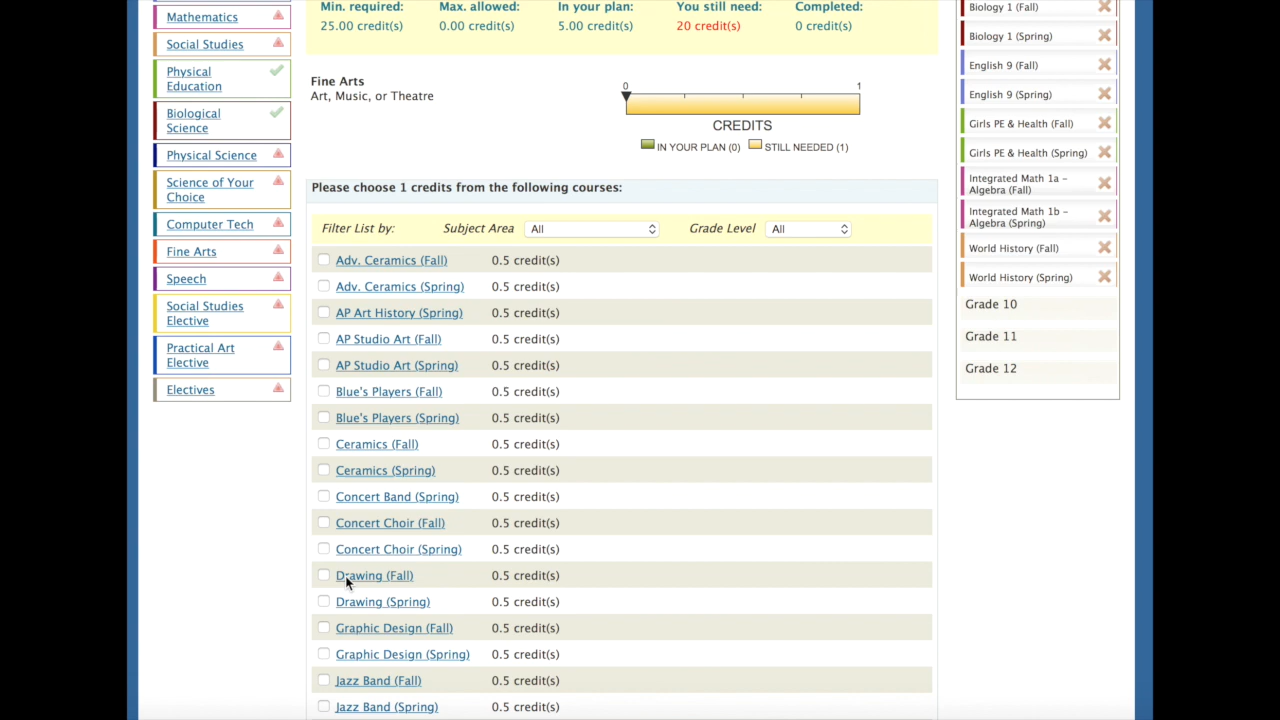 Mathematics
Social Studies
Physical
Education
Biological
Science
Physical Science
Science of Your
Choice
Computer Tech
Fine Arts
Speech
Social Studies
Elective
Practical Art
Elective
Electives
Min. required: Max. allowed: In your plan: You still need: Completed:
25.00 credit(s) 0.00 credit(s) 5.00 credit(s) 20 credit(s) 0 credit(s)
Fine Arts
Art, Music, or Theatre
0 1
CREDITS
IN YOUR PLAN (0) STILL NEEDED (1)
Please choose 1 credits from the following courses:
Filter List by: Subject Area All Grade Level All
Adv. Ceramics (Fall) 0.5 credit(s)
Adv. Ceramics (Spring) 0.5 credit(s)
AP Art History (Spring) 0.5 credit(s)
AP Studio Art (Fall) 0.5 credit(s)
AP Studio Art (Spring) 0.5 credit(s)
Blue's Players (Fall) 0.5 credit(s)
Blue's Players (Spring) 0.5 credit(s)
Ceramics (Fall) 0.5 credit(s)
Ceramics (Spring) 0.5 credit(s)
Concert Band (Spring) 0.5 credit(s)
Concert Choir (Fall) 0.5 credit(s)
Concert Choir (Spring) 0.5 credit(s)
Drawing (Fall) 0.5 credit(s)
Drawing (Spring) 0.5 credit(s)
Graphic Design (Fall) 0.5 credit(s)
Graphic Design (Spring) 0.5 credit(s)
Jazz Band (Fall) 0.5 credit(s)
Jazz Band (Spring) 0.5 credit(s)
Biology 1 (Fall)
Biology 1 (Spring)
English 9 (Fall)
English 9 (Spring)
Girls PE & Health (Fall)
Girls PE & Health (Spring)
Integrated Math 1a –
Algebra (Fall)
Integrated Math 1b –
Algebra (Spring)
World History (Fall)
World History (Spring)
Grade 10
Grade 11
Grade 12